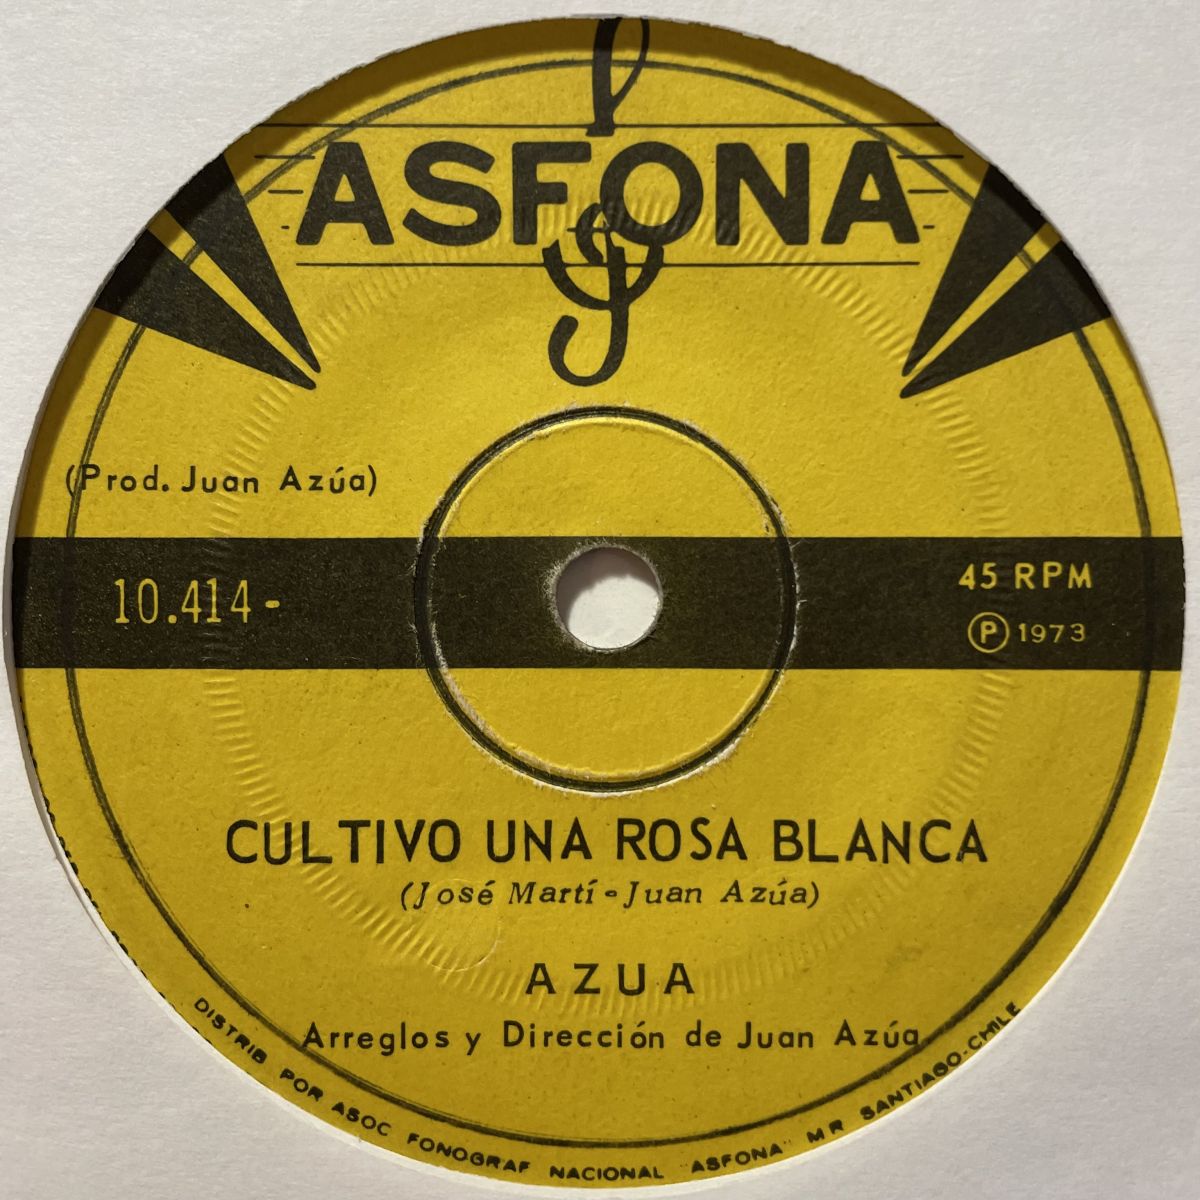 ASFONA
(Prod. Juan Azúa)
10.414-
45 RPM
Ⓟ 1973
CULTIVO UNA ROSA BLANCA
(José Martí-Juan Azúa)
AZUA
Arreglos y Dirección de Juan Azúa
DISTRIB POR ASOC FONOGRAF NACIONAL "ASFONA" MR SANTIAGO-CHILE